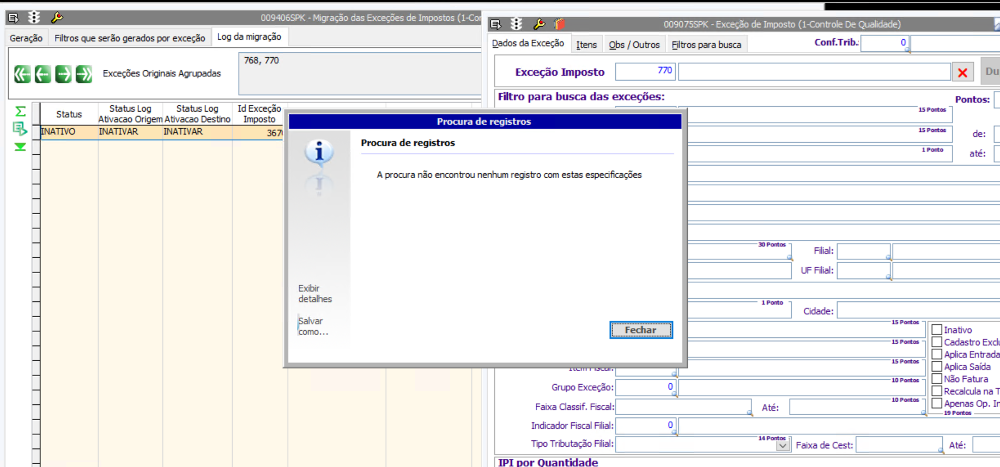 009406SPK - Migração das Exceções de Impostos (1-Cor
Geração
Filtros que serão gerados por exceção
Log da migração
Exceções Originais Agrupadas
768, 770
Status
Status Log Ativacao Origem
Status Log Ativacao Destino
Id Exceção Imposto
INATIVO
INATIVAR
INATIVAR
367
009075SPK - Exceção de Imposto (1-Controle De Qualidade)
Dados da Exceção
Itens
Obs / Outros
Filtros para busca
Conf.Trib.:
0
Exceção Imposto
770
Du
Filtro para busca das exceções:
Pontos:
15 Pontos
15 Pontos
de:
1 Ponto
até:
Procura de registros
Procura de registros
A procura não encontrou nenhum registro com estas especificações
Exibir detalhes
Salvar como...
Fechar
30 Pontos
Filial:
UF Filial:
1 Ponto
Cidade:
15 Pontos
15 Pontos
15 Pontos
Inativo
Cadastro Exclu
Aplica Entrada
Aplica Saída
Não Fatura
Recalcula na T
Apenas Op. In
19 Pontos
Item Fiscal:
10 Pontos
Grupo Exceção:
0
10 Pontos
Faixa Classif. Fiscal:
Até:
Indicador Fiscal Filial:
0
Tipo Tributação Filial:
14 Pontos
Faixa de Cest:
Até:
IPI por Quantidade